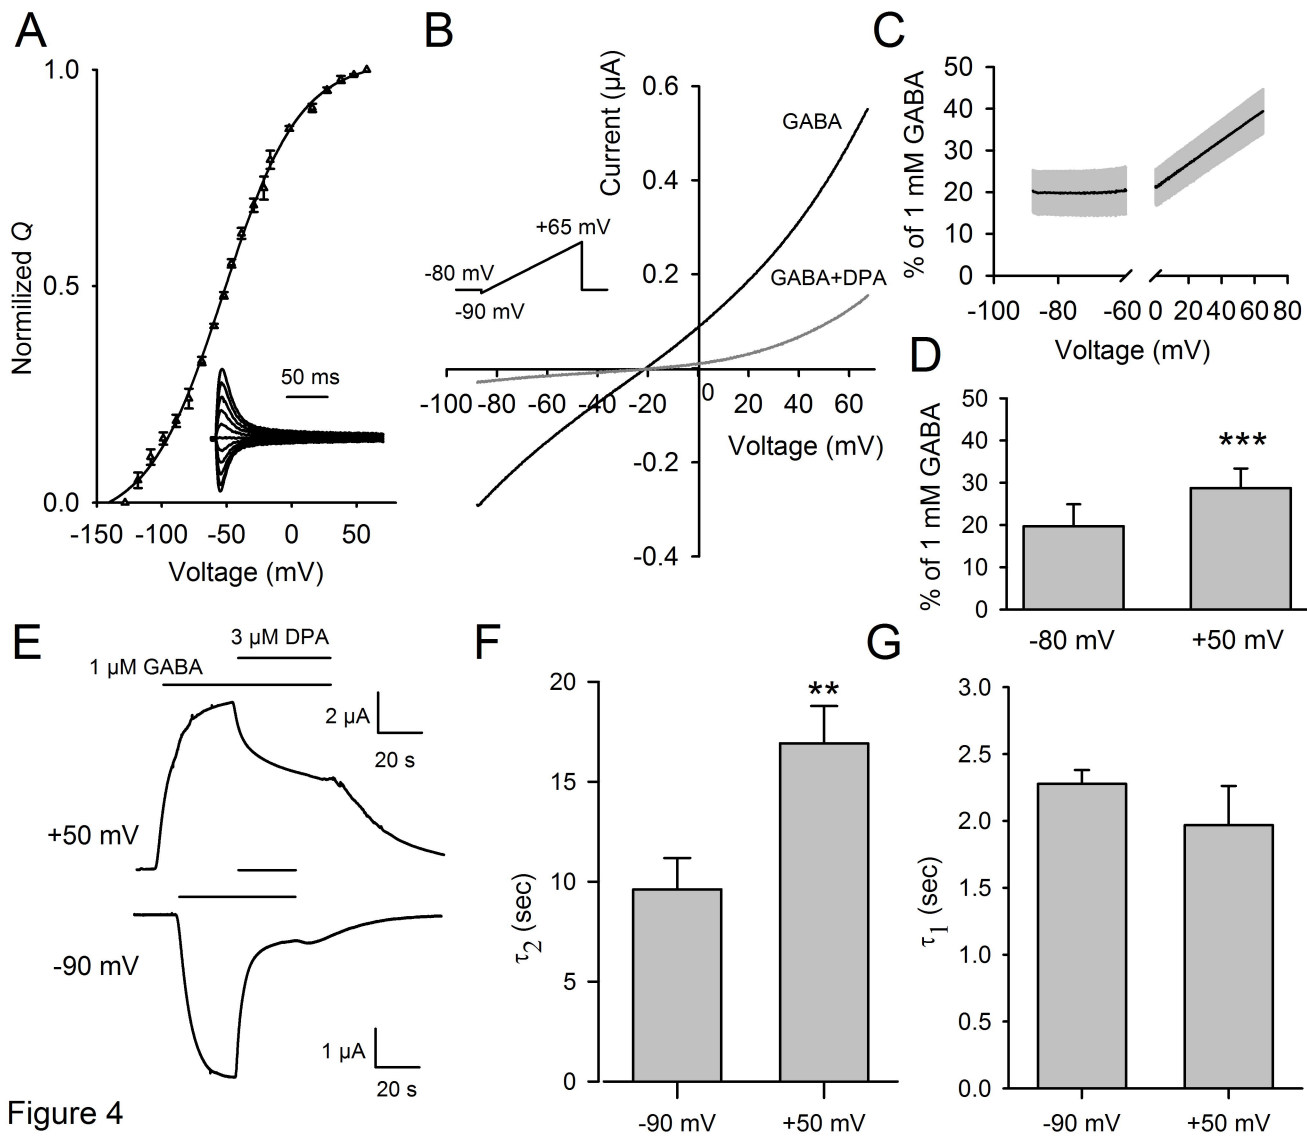 A
Normilized Q
1.0
0.5
0.0
-150 -100 -50 0 50
Voltage (mV)
50 ms
B
Current (µA)
0.6
0.4
0.2
-0.2
-0.4
GABA
GABA+DPA
+65 mV
-80 mV
-90 mV
-100 -80 -60 -40 -20 0 20 40 60
Voltage (mV)
C
% of 1 mM GABA
50
40
30
20
10
0
-100 -80 -60 0 20 40 60 80
Voltage (mV)
D
% of 1 mM GABA
50
40
30
20
10
0
***
-80 mV +50 mV
E
3 µM DPA
1 µM GABA
2 µA
20 s
+50 mV
-90 mV
1 µA
20 s
F
τ2 (sec)
20
15
10
5
0
**
-90 mV +50 mV
G
τ1 (sec)
3.0
2.5
2.0
1.5
1.0
0.5
0.0
-90 mV +50 mV
Figure 4